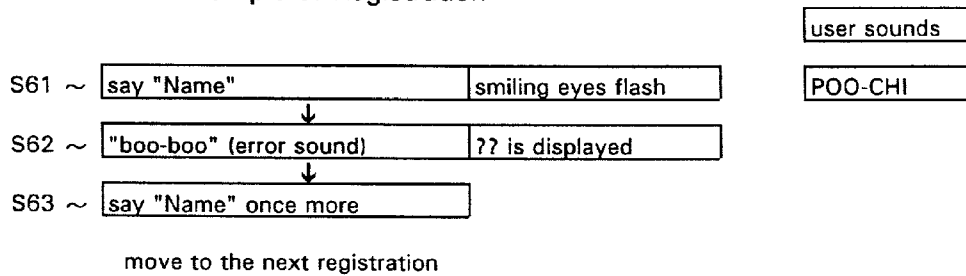 user sounds
S61 ~ say "Name" smiling eyes flash POO-CHI
S62 ~ "boo-boo" (error sound) ?? is displayed
S63 ~ say "Name" once more
move to the next registration